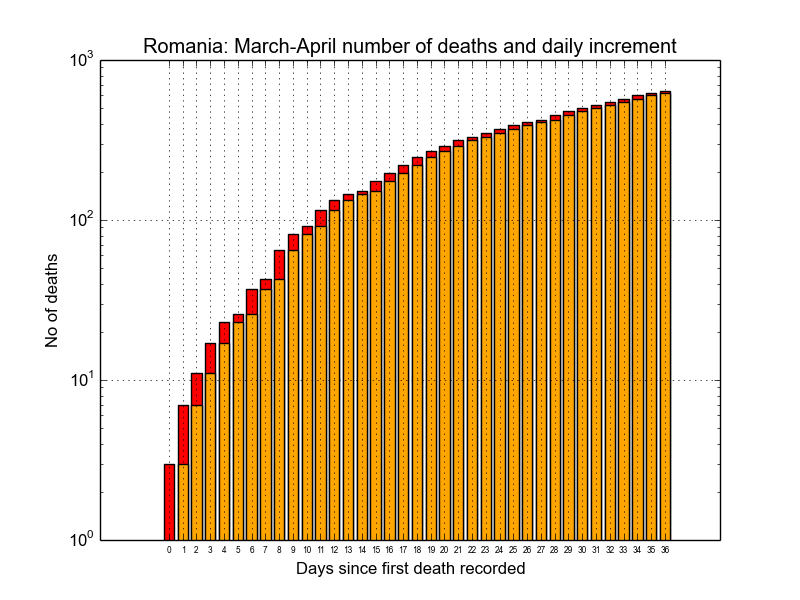 Romania: March-April number of deaths and daily increment
10^3
10^2
10^1
10^0
No of deaths
0 1 2 3 4 5 6 7 8 9 10 11 12 13 14 15 16 17 18 19 20 21 22 23 24 25 26 27 28 29 30 31 32 33 34 35 36
Days since first death recorded